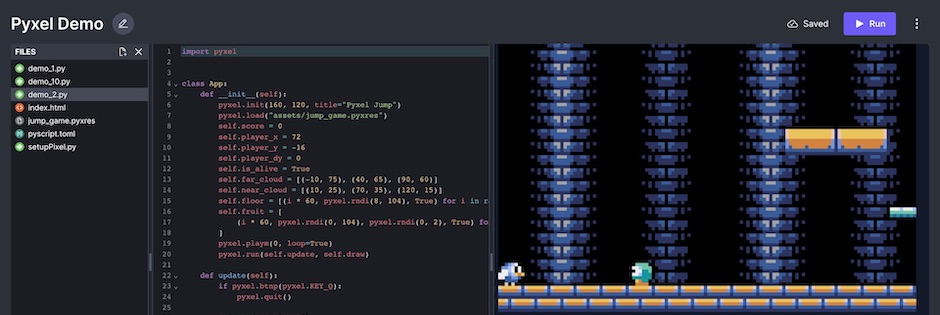 Pyxel Demo
Saved
Run
FILES
demo_1.py
demo_10.py
demo_2.py
index.html
jump_game.pyxres
pyscript.toml
setupPixel.py
1 import pyxel
2
3
4 class App:
5 def __init__(self):
6 pyxel.init(160, 120, title="Pyxel Jump")
7 pyxel.load("assets/jump_game.pyxres")
8 self.score = 0
9 self.player_x = 72
10 self.player_y = -16
11 self.player_dy = 0
12 self.is_alive = True
13 self.far_cloud = [(-10, 75), (40, 65), (90, 60)]
14 self.near_cloud = [(10, 25), (70, 35), (120, 15)]
15 self.floor = [(i * 60, pyxel.rndi(8, 104), True) for i in r
16 self.fruit = [
17 (i * 60, pyxel.rndi(0, 104), pyxel.rndi(0, 2), True) fo
18 ]
19 pyxel.playm(0, loop=True)
20 pyxel.run(self.update, self.draw)
21
22 def update(self):
23 if pyxel.btnp(pyxel.KEY_Q):
24 pyxel.quit()
25